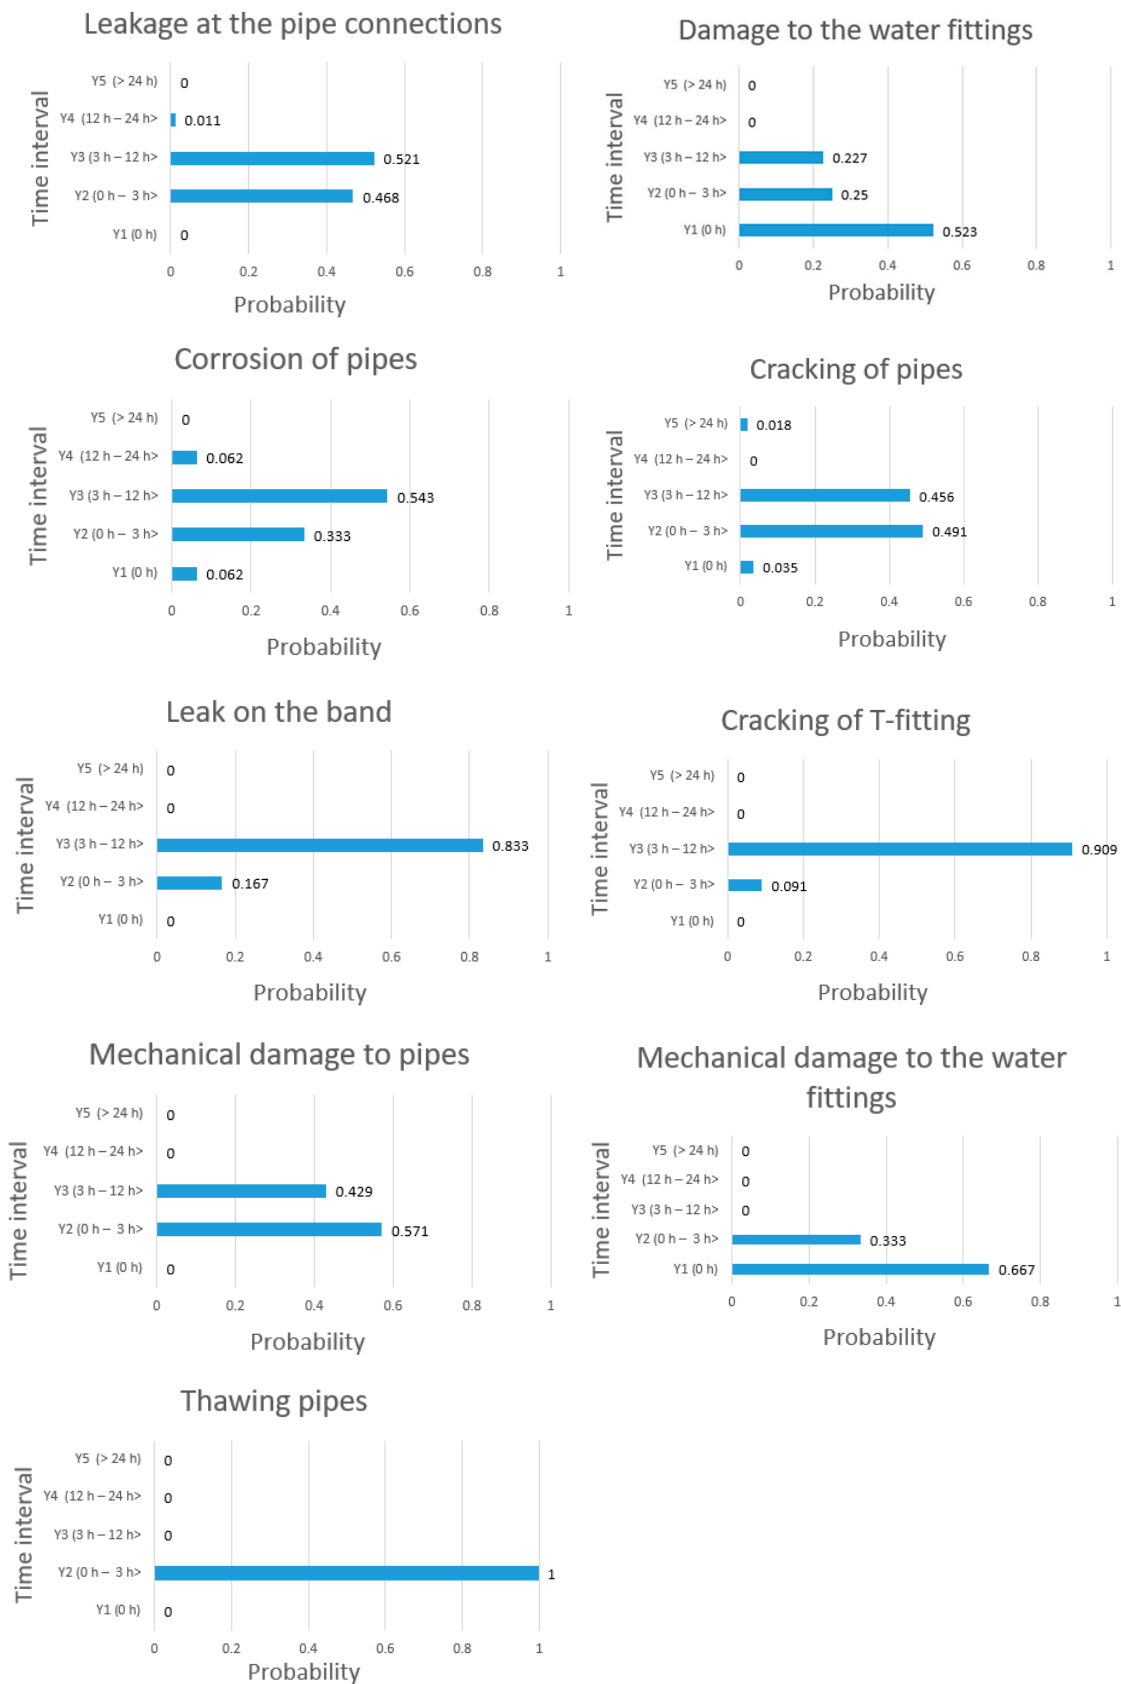 Leakage at the pipe connections
Time interval
Y5 (> 24 h) 0
Y4 (12 h – 24 h> 0.011
Y3 (3 h – 12 h> 0.521
Y2 (0 h – 3 h> 0.468
Y1 (0 h) 0
0 0.2 0.4 0.6 0.8 1
Probability
Damage to the water fittings
Time interval
Y5 (> 24 h) 0
Y4 (12 h – 24 h> 0
Y3 (3 h – 12 h> 0.227
Y2 (0 h – 3 h> 0.25
Y1 (0 h) 0.523
0 0.2 0.4 0.6 0.8 1
Probability
Corrosion of pipes
Time interval
Y5 (> 24 h) 0
Y4 (12 h – 24 h> 0.062
Y3 (3 h – 12 h> 0.543
Y2 (0 h – 3 h> 0.333
Y1 (0 h) 0.062
0 0.2 0.4 0.6 0.8 1
Probability
Cracking of pipes
Time interval
Y5 (> 24 h) 0.018
Y4 (12 h – 24 h> 0
Y3 (3 h – 12 h> 0.456
Y2 (0 h – 3 h> 0.491
Y1 (0 h) 0.035
0 0.2 0.4 0.6 0.8 1
Probability
Leak on the band
Time interval
Y5 (> 24 h) 0
Y4 (12 h – 24 h> 0
Y3 (3 h – 12 h> 0.833
Y2 (0 h – 3 h> 0.167
Y1 (0 h) 0
0 0.2 0.4 0.6 0.8 1
Probability
Cracking of T-fitting
Time interval
Y5 (> 24 h) 0
Y4 (12 h – 24 h> 0
Y3 (3 h – 12 h> 0.909
Y2 (0 h – 3 h> 0.091
Y1 (0 h) 0
0 0.2 0.4 0.6 0.8 1
Probability
Mechanical damage to pipes
Time interval
Y5 (> 24 h) 0
Y4 (12 h – 24 h> 0
Y3 (3 h – 12 h> 0.429
Y2 (0 h – 3 h> 0.571
Y1 (0 h) 0
0 0.2 0.4 0.6 0.8 1
Probability
Mechanical damage to the water
fittings
Time interval
Y5 (> 24 h) 0
Y4 (12 h – 24 h> 0
Y3 (3 h – 12 h> 0
Y2 (0 h – 3 h> 0.333
Y1 (0 h) 0.667
0 0.2 0.4 0.6 0.8 1
Probability
Thawing pipes
Time interval
Y5 (> 24 h) 0
Y4 (12 h – 24 h> 0
Y3 (3 h – 12 h> 0
Y2 (0 h – 3 h> 1
Y1 (0 h) 0
0 0.2 0.4 0.6 0.8 1
Probability